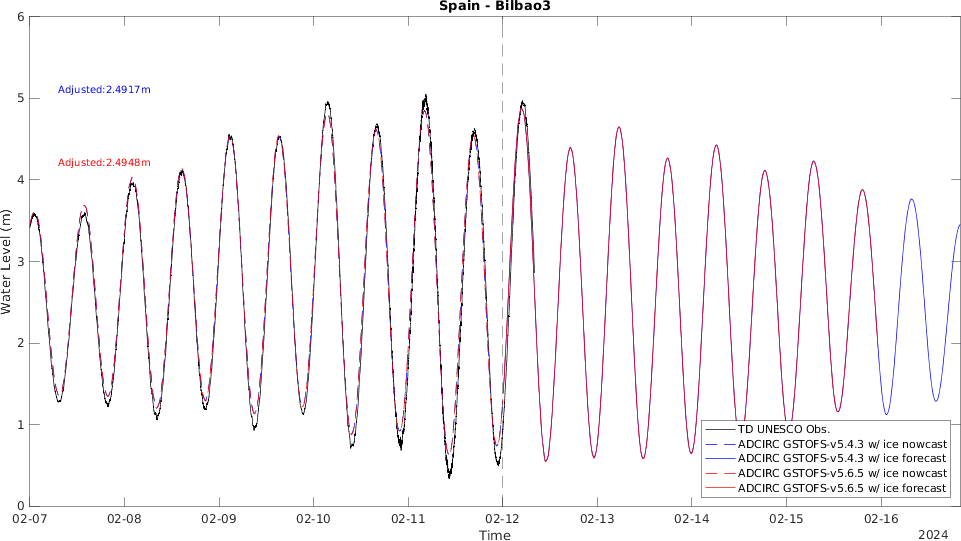 Spain - Bilbao3
6
5
4
3
2
1
0
Water Level (m)
Adjusted:2.4917m
Adjusted:2.4948m
TD UNESCO Obs.
ADCIRC GSTOFS-v5.4.3 w/ ice nowcast
ADCIRC GSTOFS-v5.4.3 w/ ice forecast
ADCIRC GSTOFS-v5.6.5 w/ ice nowcast
ADCIRC GSTOFS-v5.6.5 w/ ice forecast
02-07 02-08 02-09 02-10 02-11 02-12 02-13 02-14 02-15 02-16
Time
2024